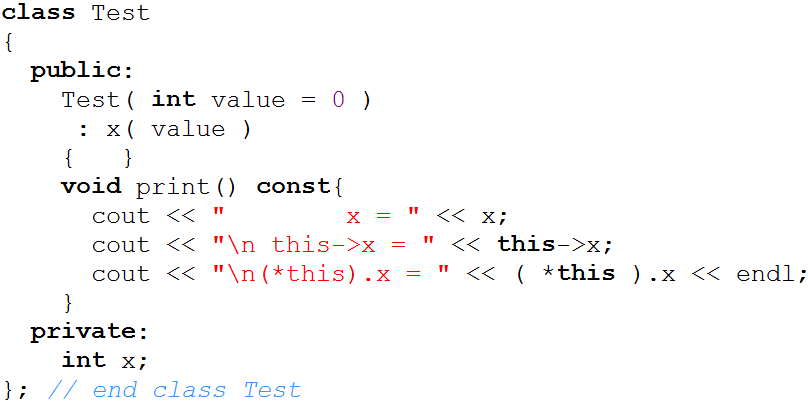 class Test
{
  public:
    Test( int value = 0 )
     : x( value )
    {   }
    void print() const{
      cout << "        x = " << x;
      cout << "\n this->x = " << this->x;
      cout << "\n(*this).x = " << ( *this ).x << endl;
    }
  private:
    int x;
}; // end class Test